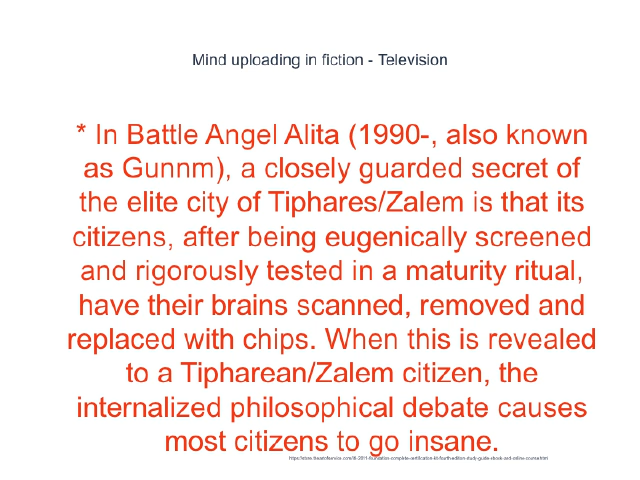 Mind uploading in fiction - Television
* In Battle Angel Alita (1990-, also known
as Gunnm), a closely guarded secret of
the elite city of Tiphares/Zalem is that its
citizens, after being eugenically screened
and rigorously tested in a maturity ritual,
have their brains scanned, removed and
replaced with chips. When this is revealed
to a Tipharean/Zalem citizen, the
internalized philosophical debate causes
most citizens to go insane.